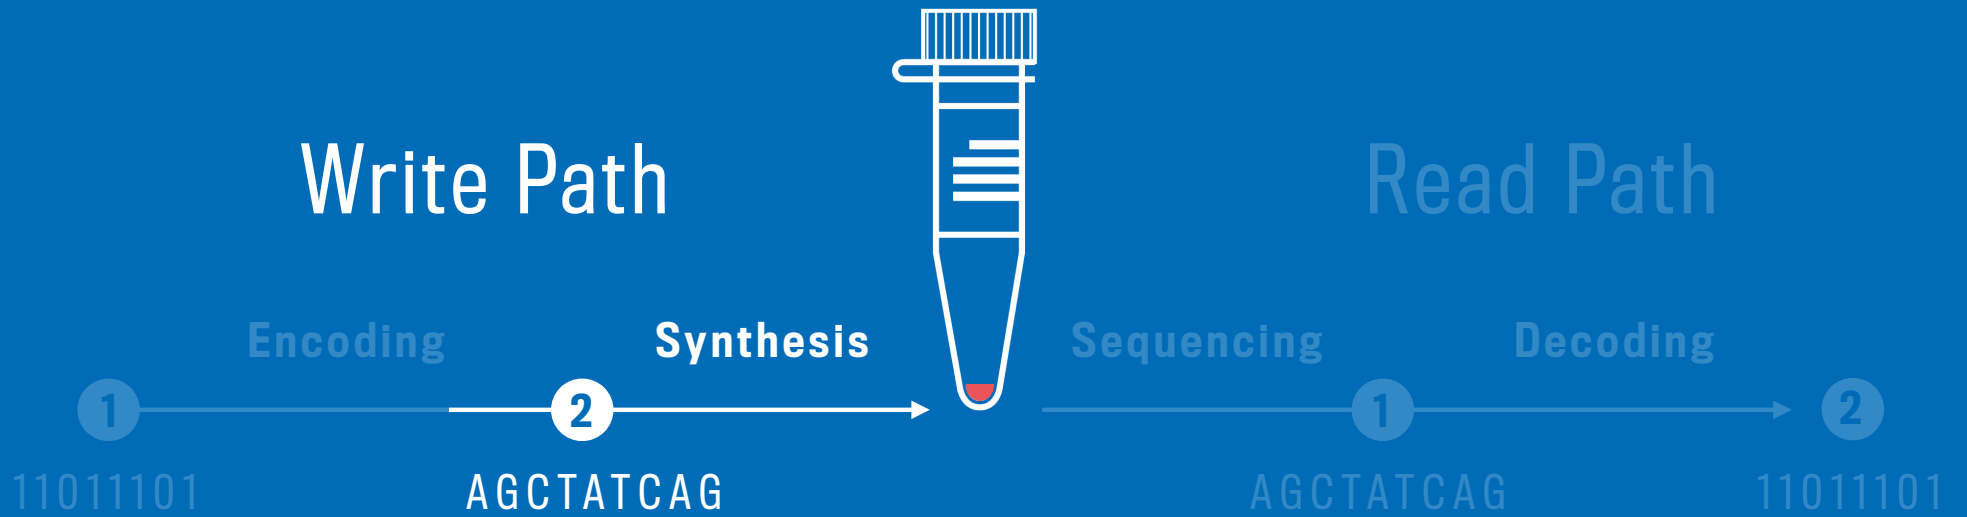 Write Path
Read Path
Encoding
Synthesis
Sequencing
Decoding
1
2
1
2
11011101
AGCTATCAG
AGCTATCAG
11011101